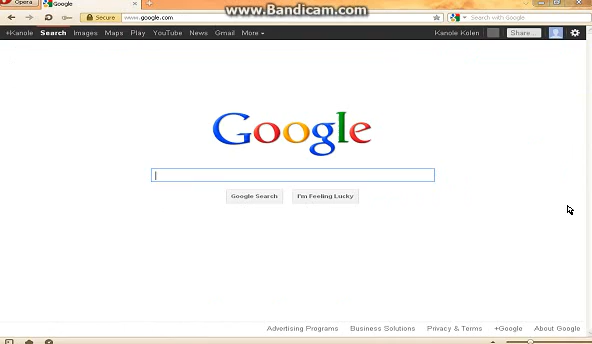 Opera
Google
www.Bandicam.com
Secure
www.google.com
Search with Google
+Kanole Search Images Maps Play YouTube News Gmail More
Kanole Kolen
Share...
Google
Google Search
I'm Feeling Lucky
Advertising Programs Business Solutions Privacy & Terms +Google About Google